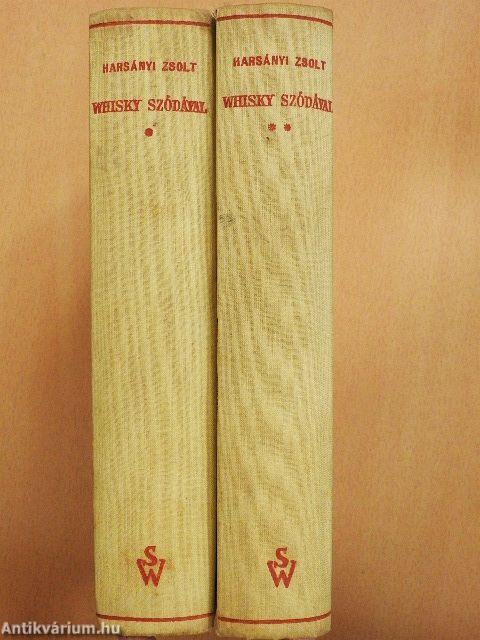 HARSÁNYI ZSOLT
WHISKY SZÓDÁVAL
*
SW
HARSÁNYI ZSOLT
WHISKY SZÓDÁVAL
**
SW
Antikvárium.hu